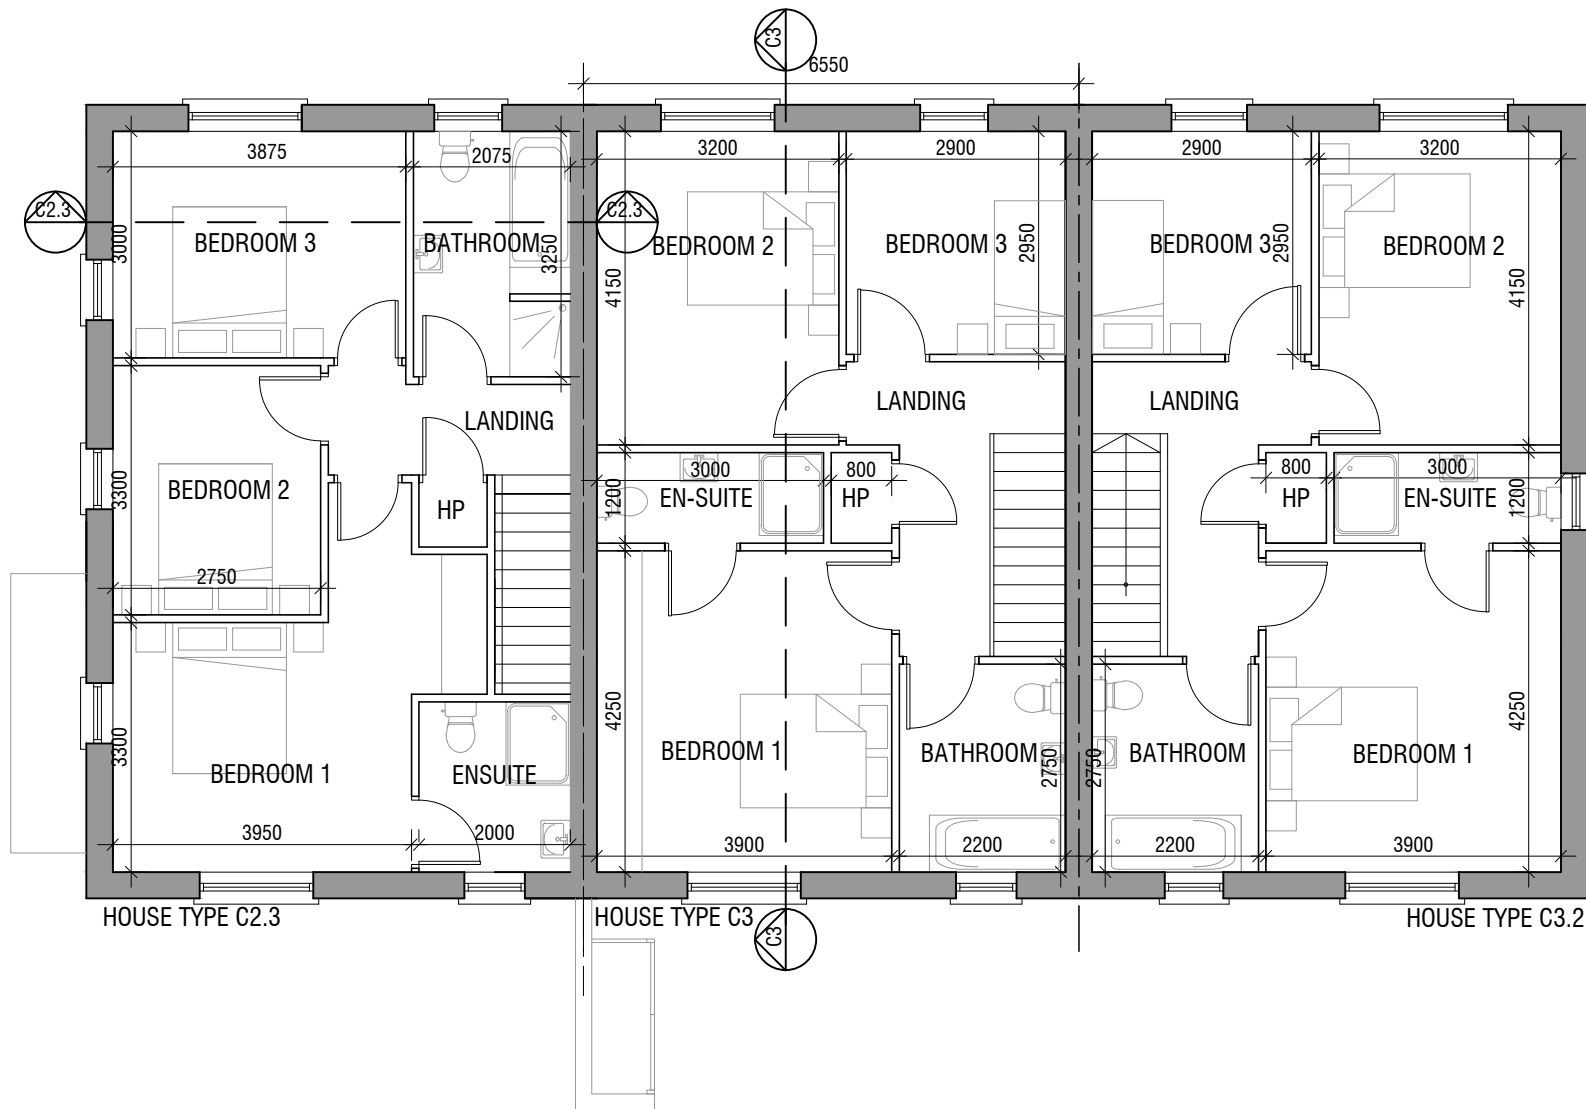 C3
6550
3875
2075
3200
2900
2900
3200
C2.3
C2.3
3000
BEDROOM 3
BATHROOM
3250
BEDROOM 2
4150
BEDROOM 3
2950
BEDROOM 3
2950
BEDROOM 2
4150
LANDING
LANDING
LANDING
3300
BEDROOM 2
HP
2750
3000
800
EN-SUITE
HP
1200
800
3000
HP
EN-SUITE
1200
3300
BEDROOM 1
ENSUITE
3950
2000
4250
BEDROOM 1
BATHROOM
2750
3900
2200
2750
BATHROOM
BEDROOM 1
4250
2200
3900
HOUSE TYPE C2.3
HOUSE TYPE C3
HOUSE TYPE C3.2
C3